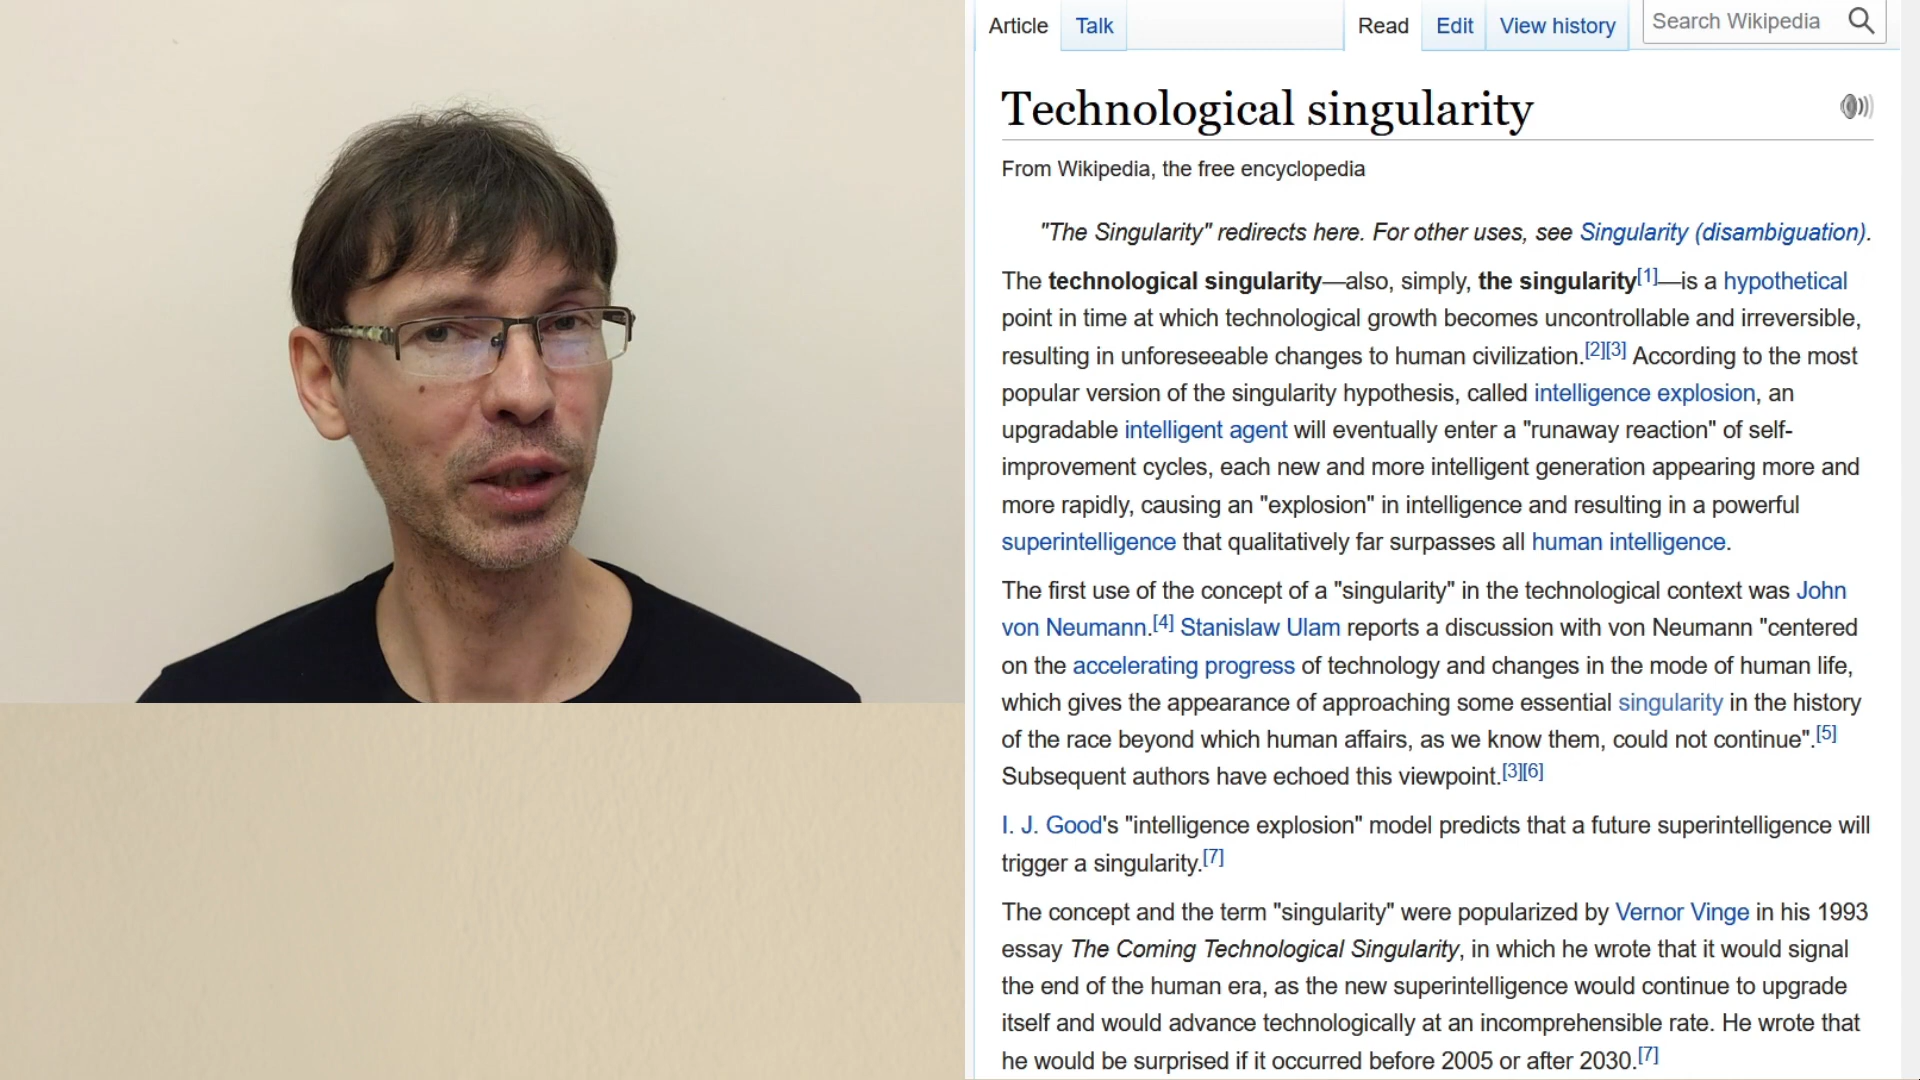 Article Talk Read Edit View history Search Wikipedia
Technological singularity
From Wikipedia, the free encyclopedia
"The Singularity" redirects here. For other uses, see Singularity (disambiguation).
The technological singularity—also, simply, the singularity[1]—is a hypothetical
point in time at which technological growth becomes uncontrollable and irreversible,
resulting in unforeseeable changes to human civilization.[2][3] According to the most
popular version of the singularity hypothesis, called intelligence explosion, an
upgradable intelligent agent will eventually enter a "runaway reaction" of self-
improvement cycles, each new and more intelligent generation appearing more and
more rapidly, causing an "explosion" in intelligence and resulting in a powerful
superintelligence that qualitatively far surpasses all human intelligence.
The first use of the concept of a "singularity" in the technological context was John
von Neumann.[4] Stanislaw Ulam reports a discussion with von Neumann "centered
on the accelerating progress of technology and changes in the mode of human life,
which gives the appearance of approaching some essential singularity in the history
of the race beyond which human affairs, as we know them, could not continue".[5]
Subsequent authors have echoed this viewpoint.[3][6]
I. J. Good's "intelligence explosion" model predicts that a future superintelligence will
trigger a singularity.[7]
The concept and the term "singularity" were popularized by Vernor Vinge in his 1993
essay The Coming Technological Singularity, in which he wrote that it would signal
the end of the human era, as the new superintelligence would continue to upgrade
itself and would advance technologically at an incomprehensible rate. He wrote that
he would be surprised if it occurred before 2005 or after 2030.[7]